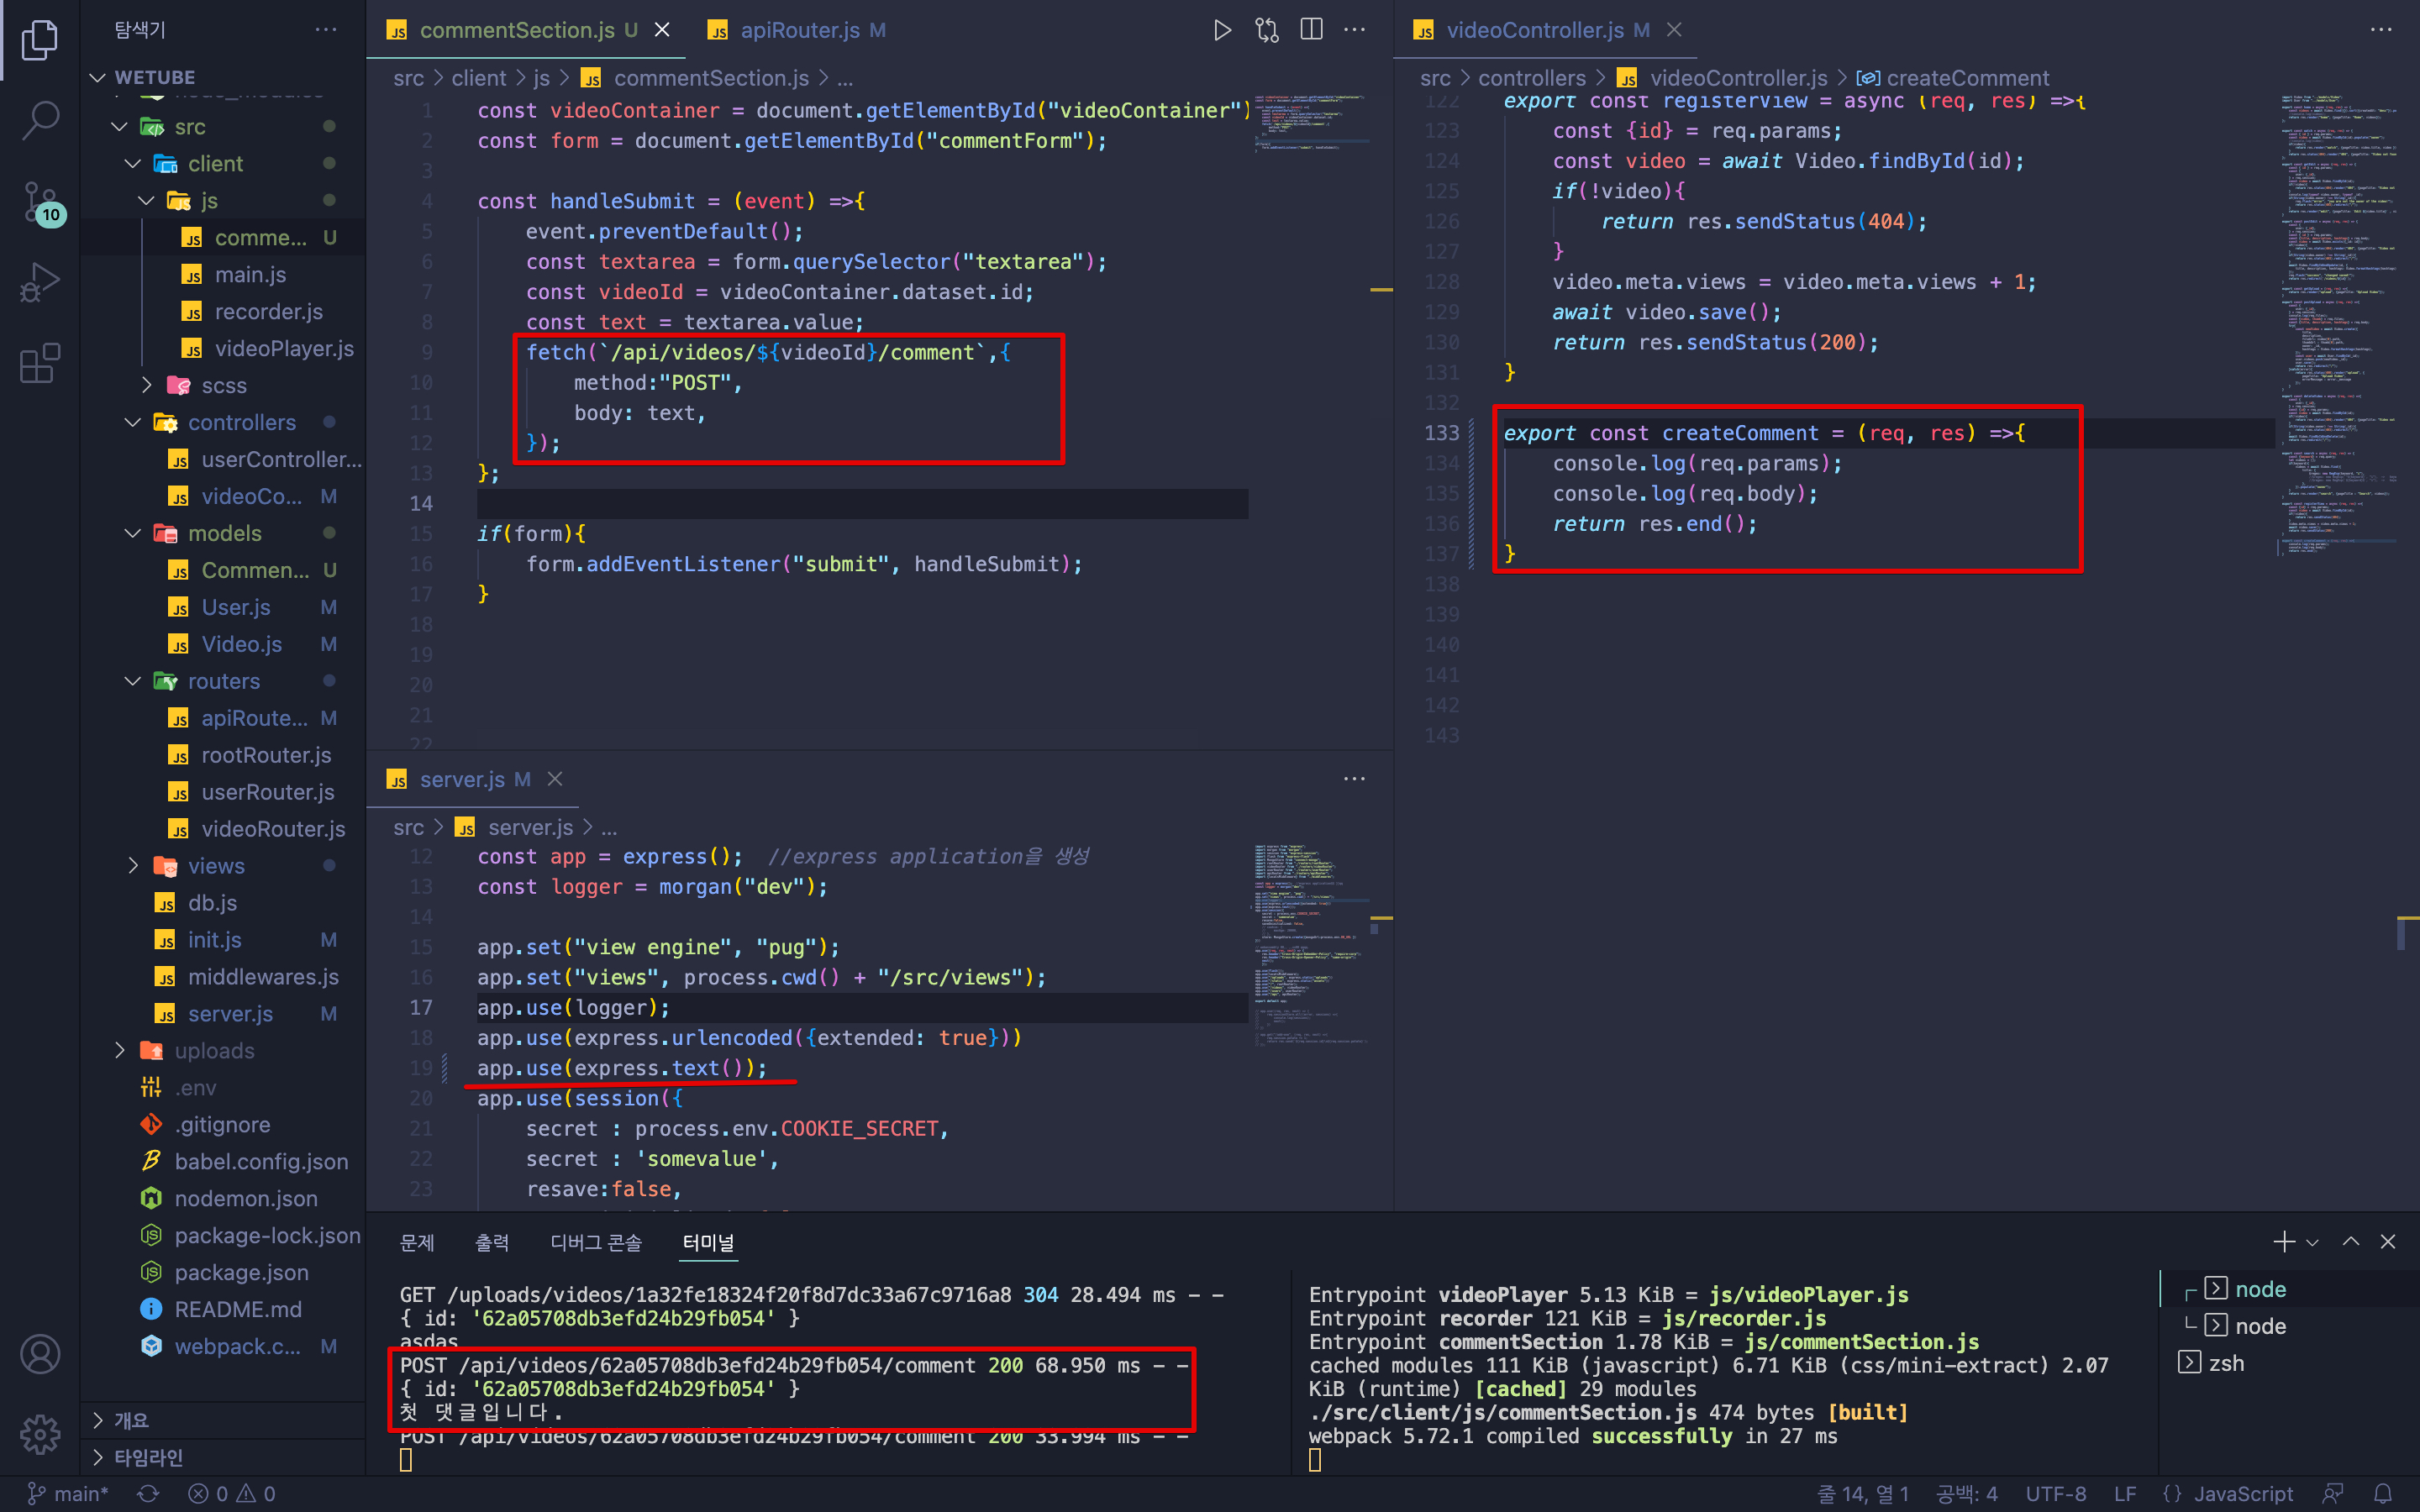 탐색기
WETUBE
node_modules
src
client
js
comme... U
main.js
recorder.js
videoPlayer.js
scss
controllers
userController...
videoCo... M
models
Commen... U
User.js M
Video.js M
routers
apiRoute... M
rootRouter.js
userRouter.js
videoRouter.js
views
db.js
init.js M
middlewares.js
server.js M
uploads
.env
.gitignore
babel.config.json
nodemon.json
package-lock.json
package.json
README.md
webpack.c... M
개요
타임라인
10
commentSection.js U
apiRouter.js M
src > client > js > commentSection.js > ...
1 const videoContainer = document.getElementById("videoContainer")
2 const form = document.getElementById("commentForm");
3
4 const handleSubmit = (event) =>{
5 event.preventDefault();
6 const textarea = form.querySelector("textarea");
7 const videoId = videoContainer.dataset.id;
8 const text = textarea.value;
9 fetch(`/api/videos/${videoId}/comment`,{
10 method:"POST",
11 body: text,
12 });
13 };
14
15 if(form){
16 form.addEventListener("submit", handleSubmit);
17 }
18
19
20
21
22
server.js M
src > server.js > ...
12 const app = express(); //express application을 생성
13 const logger = morgan("dev");
14
15 app.set("view engine", "pug");
16 app.set("views", process.cwd() + "/src/views");
17 app.use(logger);
18 app.use(express.urlencoded({extended: true}))
19 app.use(express.text());
20 app.use(session({
21 secret : process.env.COOKIE_SECRET,
22 secret : 'somevalue',
23 resave:false,
videoController.js M
src > controllers > videoController.js > createComment
122 export const registerView = async (req, res) =>{
123 const {id} = req.params;
124 const video = await Video.findById(id);
125 if(!video){
126 return res.sendStatus(404);
127 }
128 video.meta.views = video.meta.views + 1;
129 await video.save();
130 return res.sendStatus(200);
131 }
132
133 export const createComment = (req, res) =>{
134 console.log(req.params);
135 console.log(req.body);
136 return res.end();
137 }
138
139
140
141
142
143
문제 출력 디버그 콘솔 터미널
GET /uploads/videos/1a32fe18324f20f8d7dc33a67c9716a8 304 28.494 ms - -
{ id: '62a05708db3efd24b29fb054' }
asdas
POST /api/videos/62a05708db3efd24b29fb054/comment 200 68.950 ms - -
{ id: '62a05708db3efd24b29fb054' }
첫 댓글입니다.
POST /api/videos/62a05708db3efd24b29fb054/comment 200 33.994 ms - -
Entrypoint videoPlayer 5.13 KiB = js/videoPlayer.js
Entrypoint recorder 121 KiB = js/recorder.js
Entrypoint commentSection 1.78 KiB = js/commentSection.js
cached modules 111 KiB (javascript) 6.71 KiB (css/mini-extract) 2.07
KiB (runtime) [cached] 29 modules
./src/client/js/commentSection.js 474 bytes [built]
webpack 5.72.1 compiled successfully in 27 ms
node
node
zsh
main* 0 0
줄 14, 열 1 공백: 4 UTF-8 LF {} JavaScript